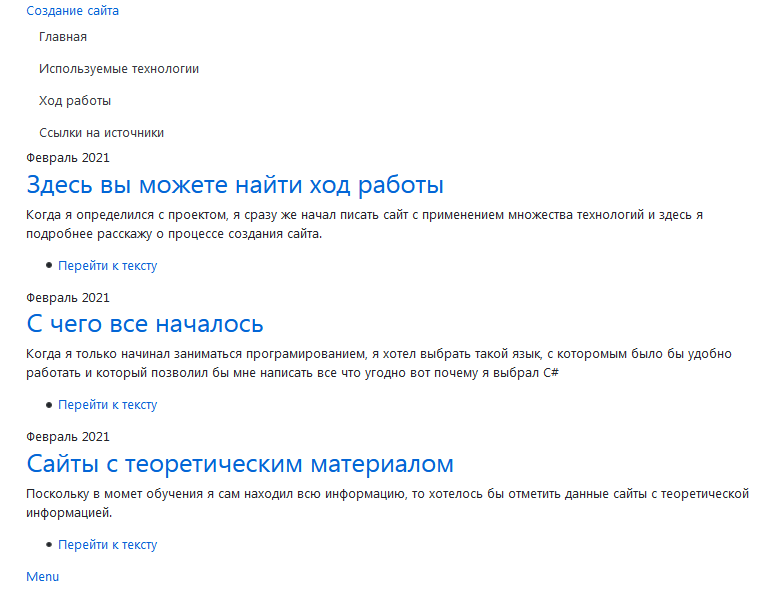 Создание сайта
Главная
Используемые технологии
Ход работы
Ссылки на источники
Февраль 2021
Здесь вы можете найти ход работы
Когда я определился с проектом, я сразу же начал писать сайт с применением множества технологий и здесь я
подробнее расскажу о процессе создания сайта.
Перейти к тексту
Февраль 2021
С чего все началось
Когда я только начинал заниматься програмированием, я хотел выбрать такой язык, с которомым было бы удобно
работать и который позволил бы мне написать все что угодно вот почему я выбрал C#
Перейти к тексту
Февраль 2021
Сайты с теоретическим материалом
Поскольку в момет обучения я сам находил всю информацию, то хотелось бы отметить данные сайты с теоретической
информацией.
Перейти к тексту
Menu